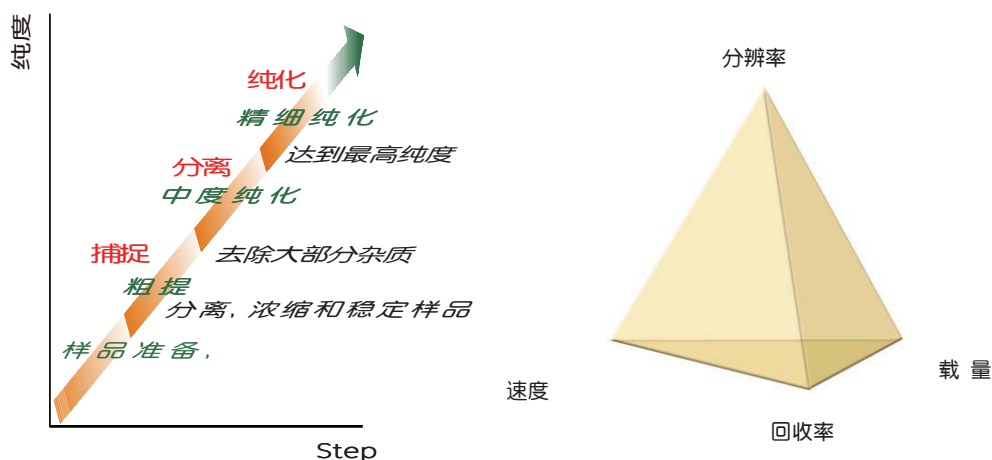 纯度
纯化
精细纯化
达到最高纯度
分离
中度纯化
捕捉
去除大部分杂质
粗提
分离, 浓缩和稳定样品
样品准备,
Step
分辨率
速度
载量
回收率